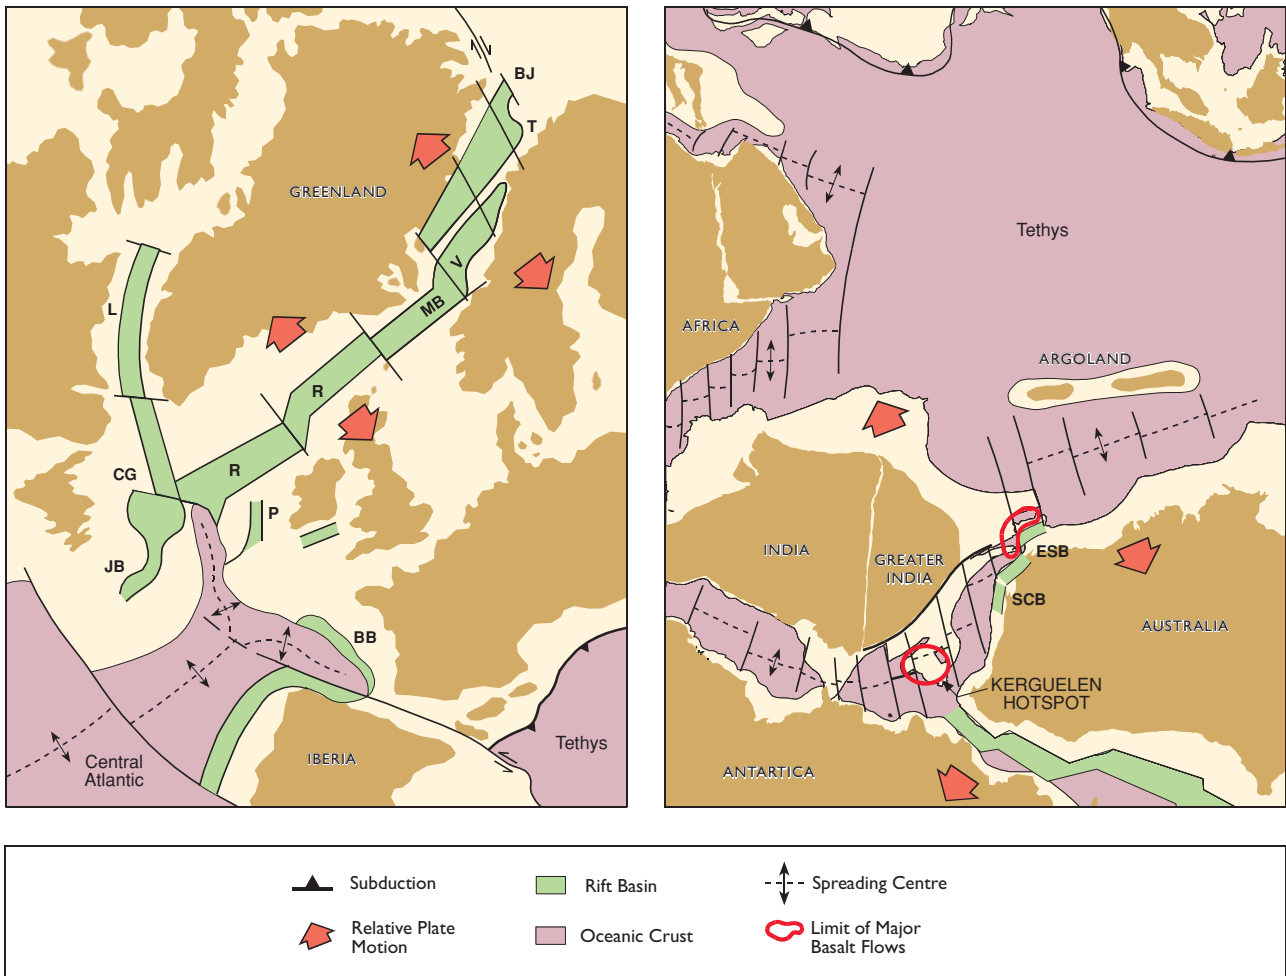 BJ
T
GREENLAND
V
L
MB
R
CG
R
P
JB
BB
Central
Atlantic
IBERIA
Tethys
Tethys
AFRICA
ARGOLAND
INDIA
GREATER
INDIA
ESB
SCB
AUSTRALIA
KERGUELEN
HOTSPOT
ANTARTICA
Subduction
Rift Basin
Spreading Centre
Relative Plate
Motion
Oceanic Crust
Limit of Major
Basalt Flows